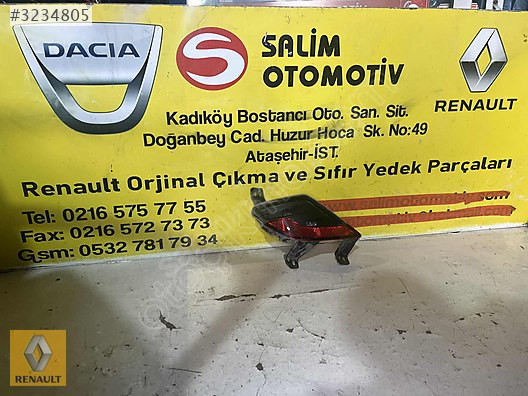 #3234805
DACIA
S
SALİM
OTOMOTİV
RENAULT
Kadıköy Bostancı Oto. San. Sit.
Doğanbey Cad. Huzur Hoca Sk. No:49
Ataşehir-İST.
Renault Orjinal Çıkma ve Sıfır Yedek Parçaları
Tel: 0216 575 77 55
Fax: 0216 572 73 73
Gsm: 0532 781 79 34
RENAULT